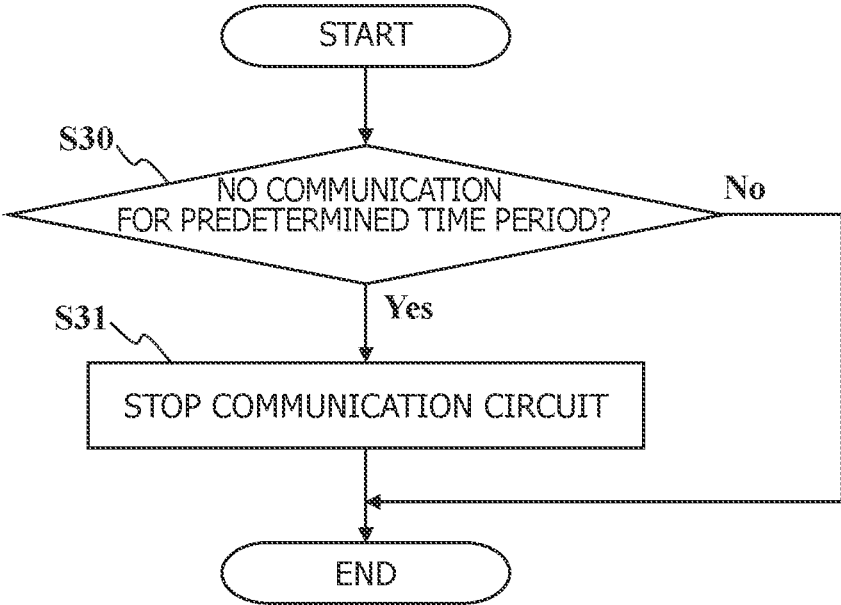 START
S30
NO COMMUNICATION
FOR PREDETERMINED TIME PERIOD?
No
Yes
S31
STOP COMMUNICATION CIRCUIT
END